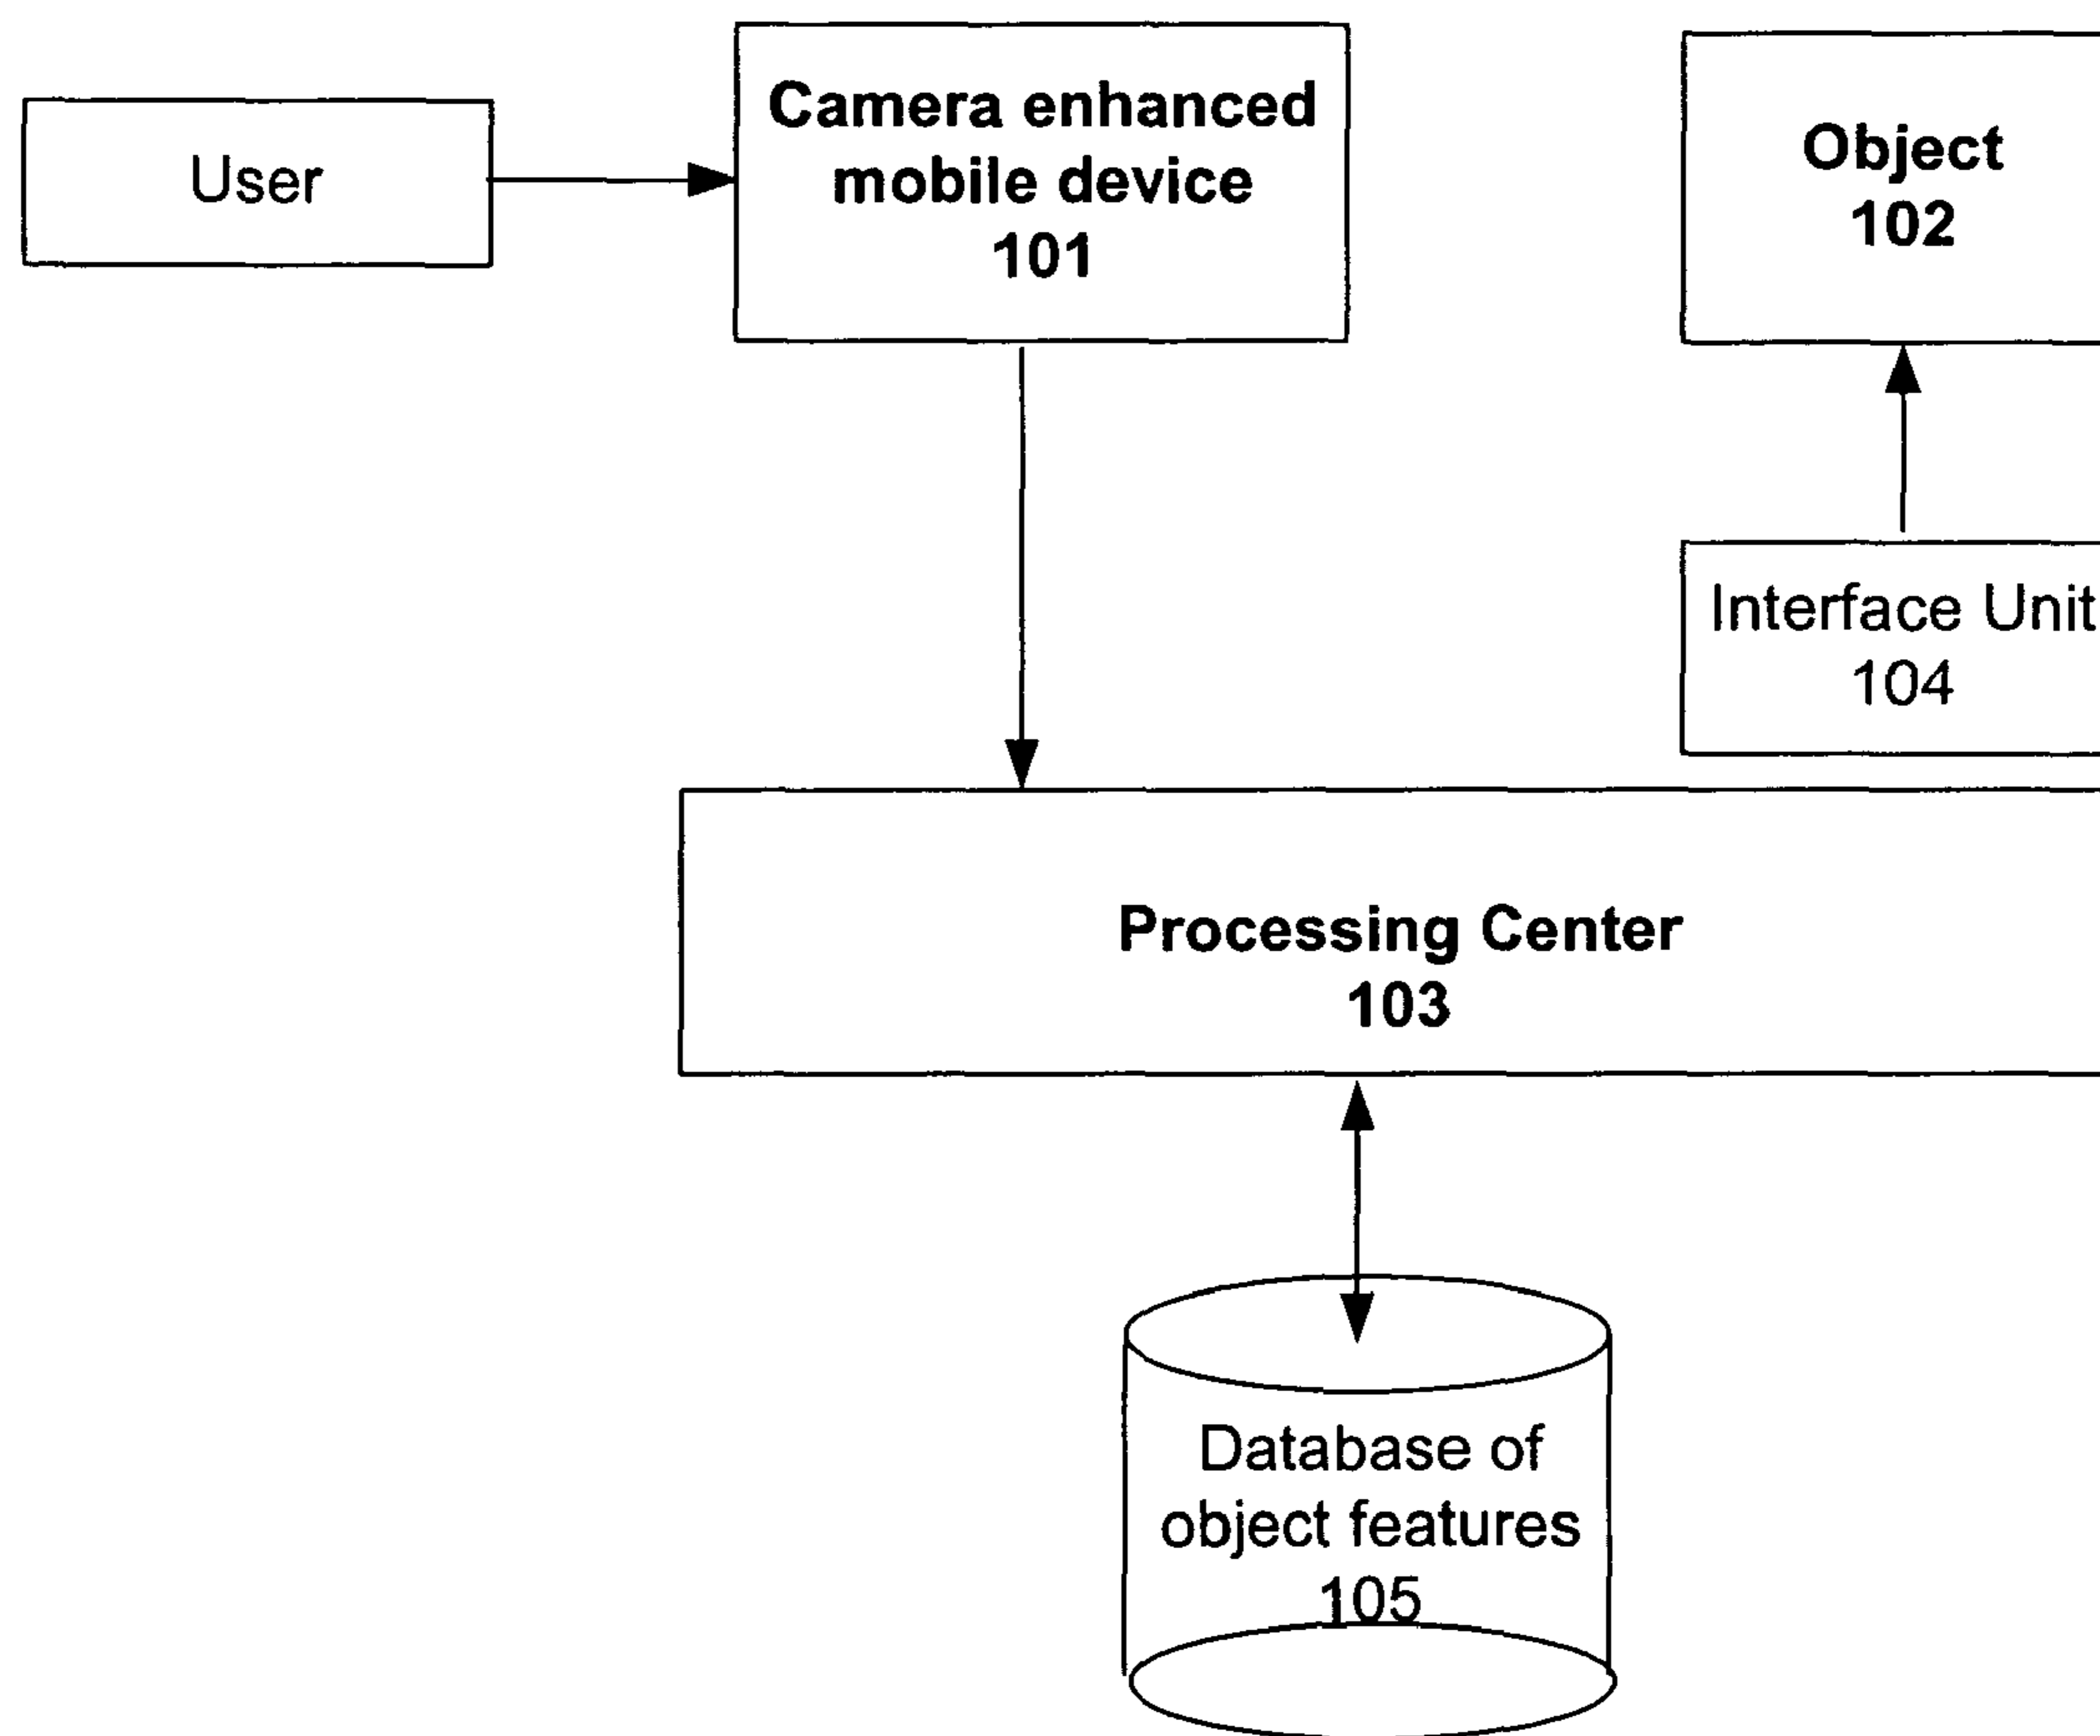 User
Camera enhanced
mobile device
101
Object
102
Interface Unit
104
Processing Center
103
Database of
object features
105